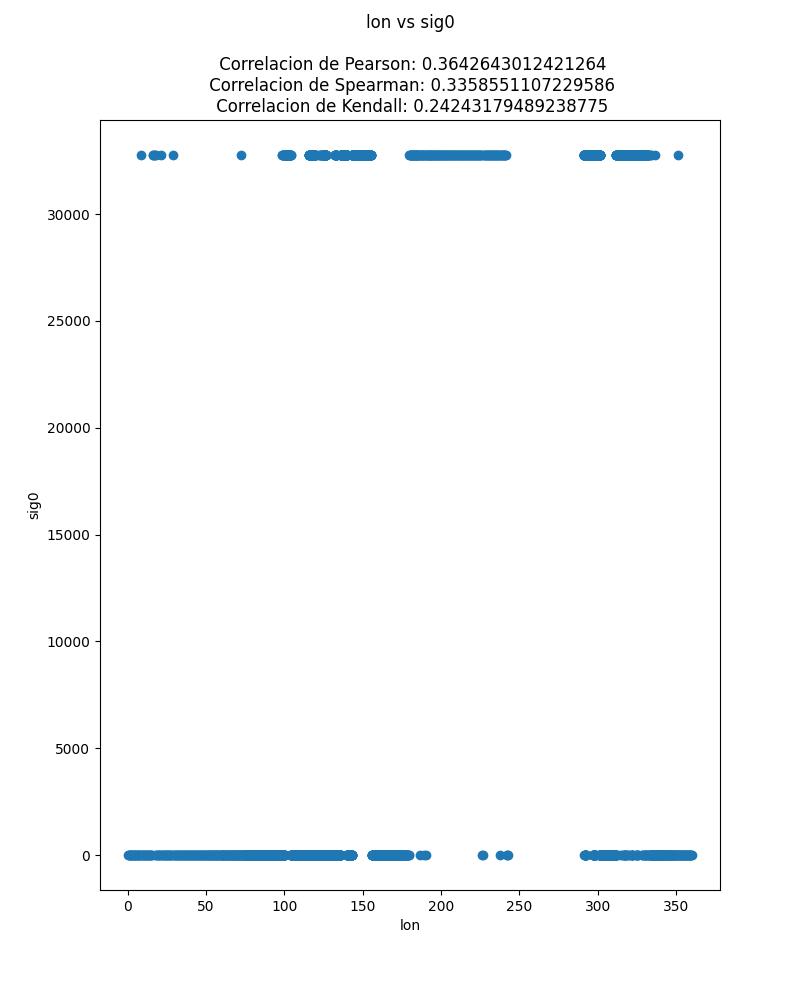 lon vs sig0
Correlacion de Pearson: 0.3642643012421264
Correlacion de Spearman: 0.3358551107229586
Correlacion de Kendall: 0.24243179489238775
30000
25000
20000
15000
10000
5000
0
sig0
0 50 100 150 200 250 300 350
lon